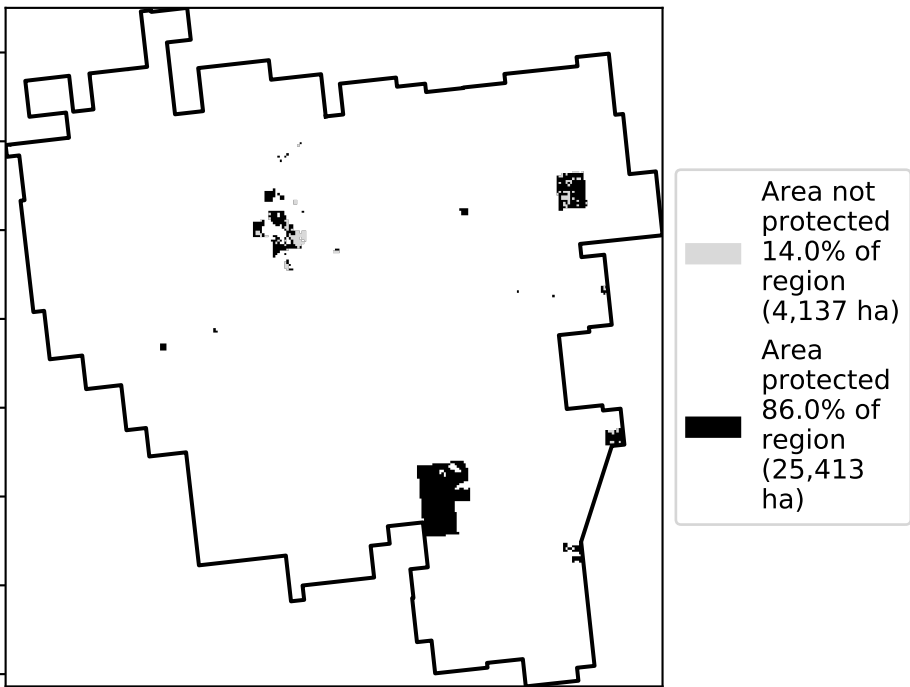 Area not
protected
14.0% of
region
(4,137 ha)
Area
protected
86.0% of
region
(25,413
ha)